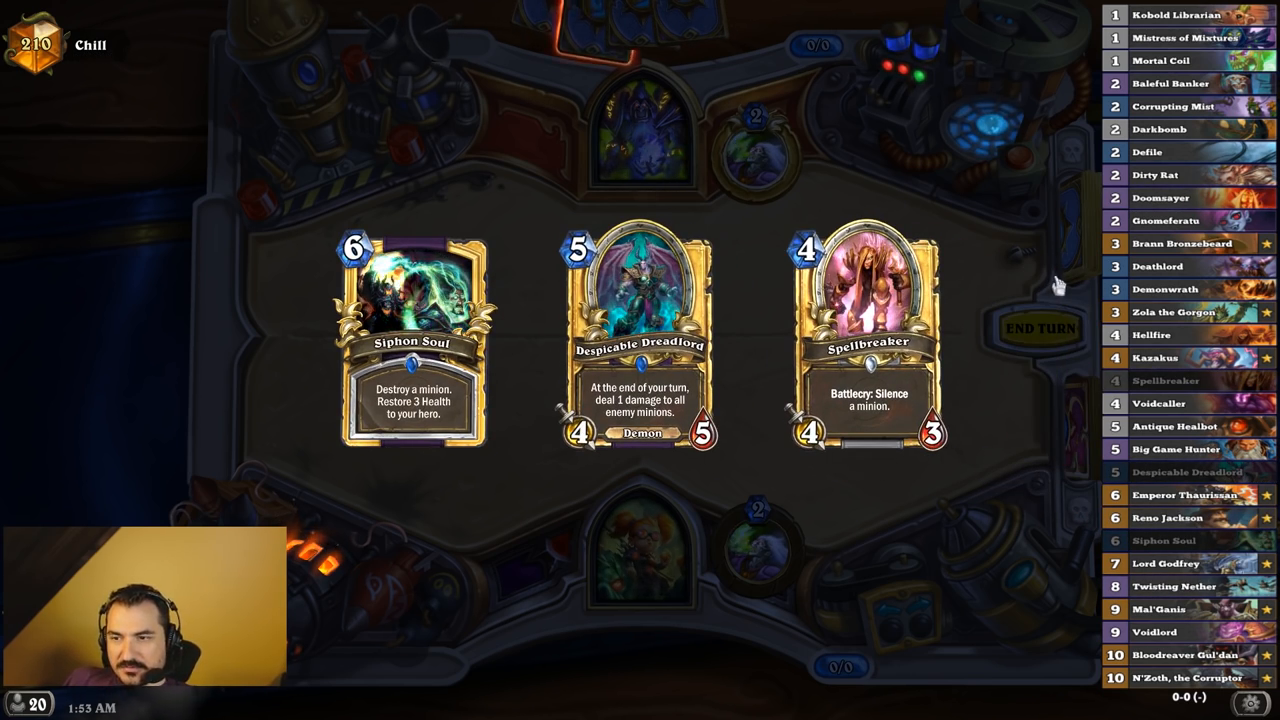 210 Chill
0/0
2
6
Siphon Soul
Destroy a minion.
Restore 3 Health
to your hero.
5
Despicable Dreadlord
At the end of your turn,
deal 1 damage to all
enemy minions.
4 Demon 5
4
Spellbreaker
Battlecry: Silence
a minion.
4 3
END TURN
2
0/0
20 1:53 AM
1 Kobold Librarian
1 Mistress of Mixtures
1 Mortal Coil
2 Baleful Banker
2 Corrupting Mist
2 Darkbomb
2 Defile
2 Dirty Rat
2 Doomsayer
2 Gnomeferatu
3 Brann Bronzebeard
3 Deathlord
3 Demonwrath
3 Zola the Gorgon
4 Hellfire
4 Kazakus
4 Spellbreaker
4 Voidcaller
5 Antique Healbot
5 Big Game Hunter
5 Despicable Dreadlord
6 Emperor Thaurissan
6 Reno Jackson
6 Siphon Soul
7 Lord Godfrey
8 Twisting Nether
9 Mal'Ganis
9 Voidlord
10 Bloodreaver Gul'dan
10 N'Zoth, the Corruptor
0-0 (-)